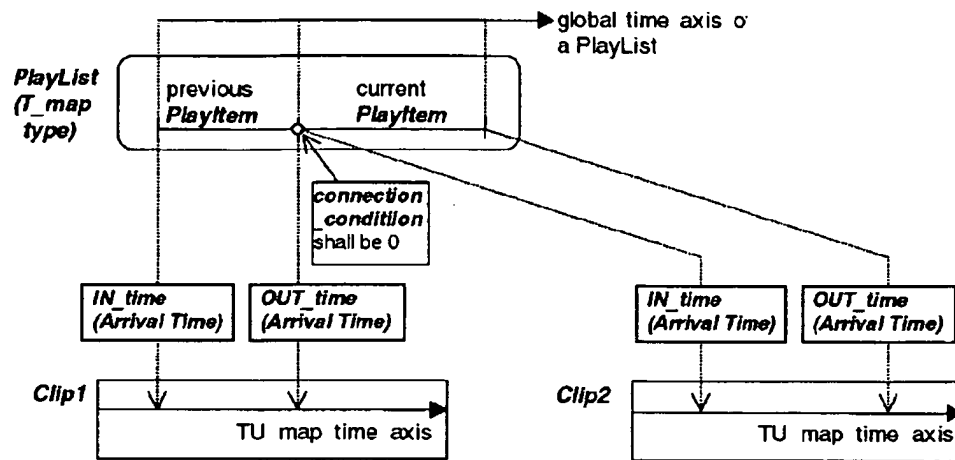 global time axis o
a PlayList
PlayList
(T_map
type)
previous
PlayItem
current
PlayItem
connection
_condition
shall be 0
IN_time
(Arrival Time)
OUT_time
(Arrival Time)
IN_time
(Arrival Time)
OUT_time
(Arrival Time)
Clip1
TU map time axis
Clip2
TU map time axis